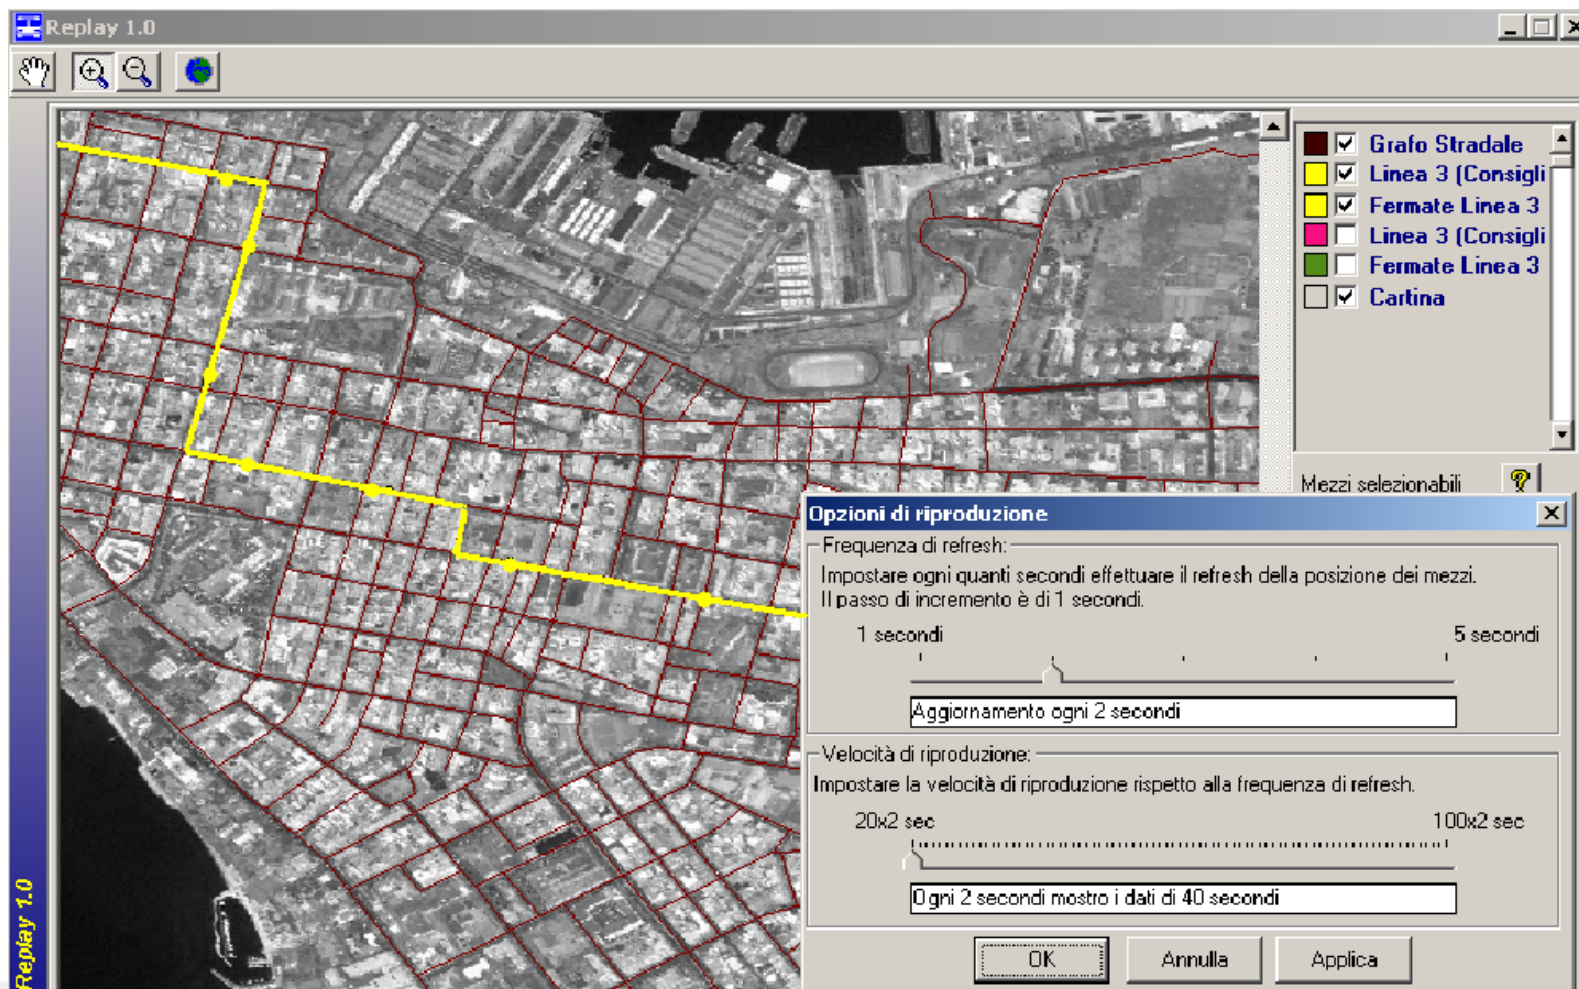 Replay 1.0
Grafo Stradale
Linea 3 (Consigli
Fermate Linea 3
Linea 3 (Consigli
Fermate Linea 3
Cartina
Mezzi selezionabili
Opzioni di riproduzione
Frequenza di refresh:
Impostare ogni quanti secondi effettuare il refresh della posizione dei mezzi.
Il passo di incremento è di 1 secondi.
1 secondi 5 secondi
Aggiornamento ogni 2 secondi
Velocità di riproduzione:
Impostare la velocità di riproduzione rispetto alla frequenza di refresh.
20x2 sec 100x2 sec
Ogni 2 secondi mostro i dati di 40 secondi
OK Annulla Applica
Replay 1.0